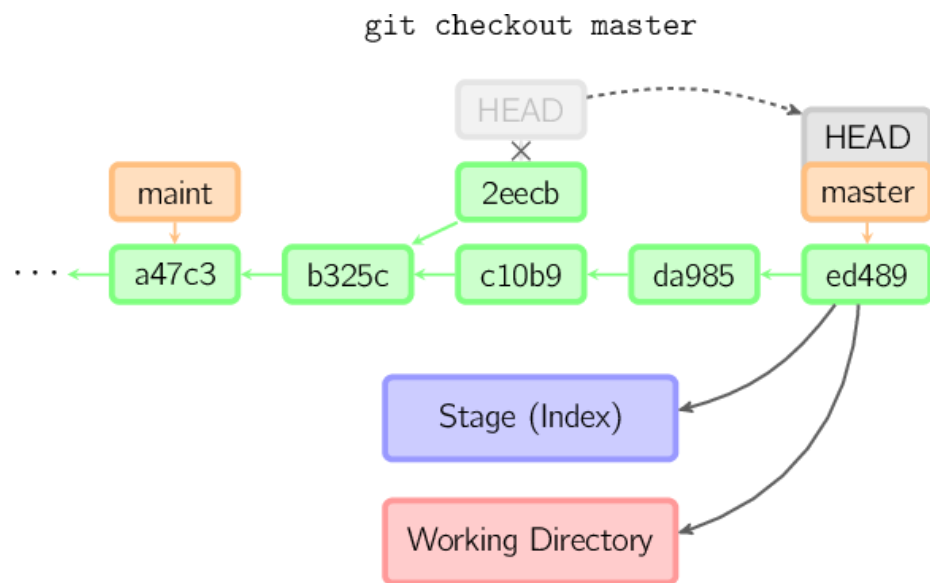 git checkout master
HEAD
HEAD
maint
2eecb
master
...
a47c3
b325c
c10b9
da985
ed489
Stage (Index)
Working Directory